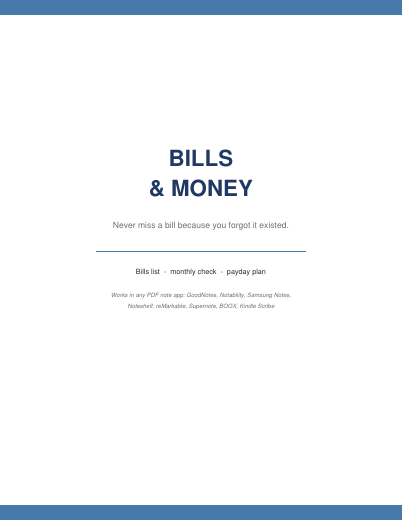 BILLS
& MONEY
Never miss a bill because you forgot it existed.
Bills list • monthly check • payday plan
Works in any PDF note app: GoodNotes, Notability, Samsung Notes,
Noteshelf, reMarkable, Supernote, BOOX, Kindle Scribe